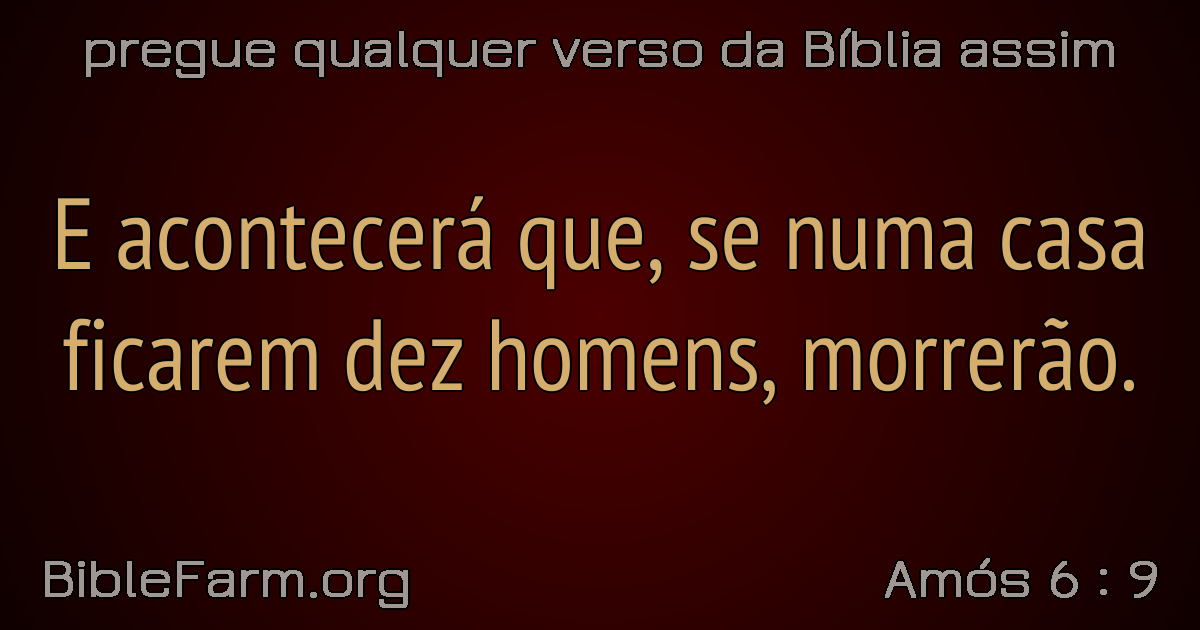 pregue qualquer verso da Bíblia assim
E acontecerá que, se numa casa
ficarem dez homens, morrerão.
BibleFarm.org
Amós 6 : 9